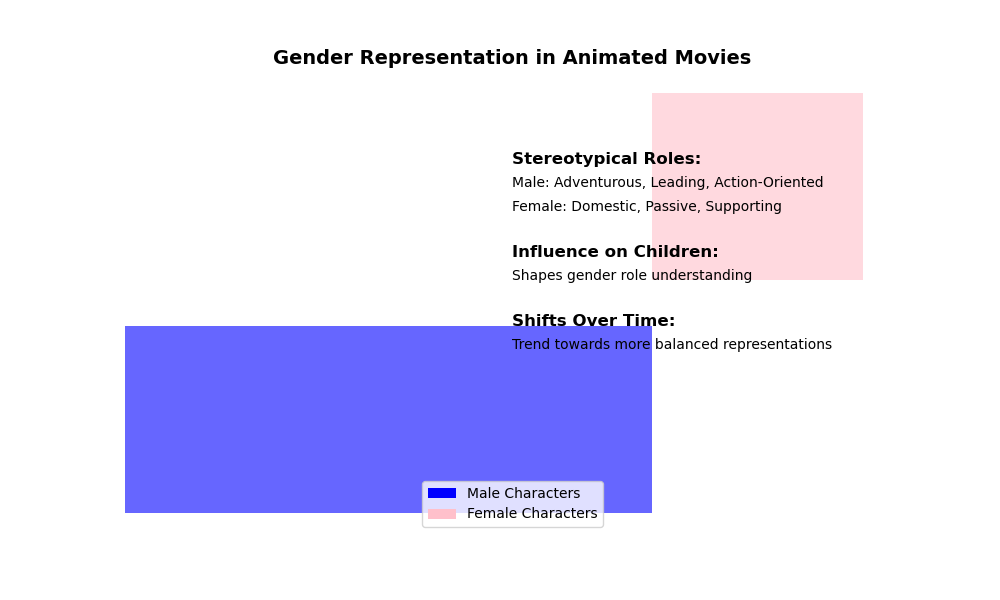 Gender Representation in Animated Movies
Stereotypical Roles:
Male: Adventurous, Leading, Action-Oriented
Female: Domestic, Passive, Supporting
Influence on Children:
Shapes gender role understanding
Shifts Over Time:
Trend towards more balanced representations
Male Characters
Female Characters